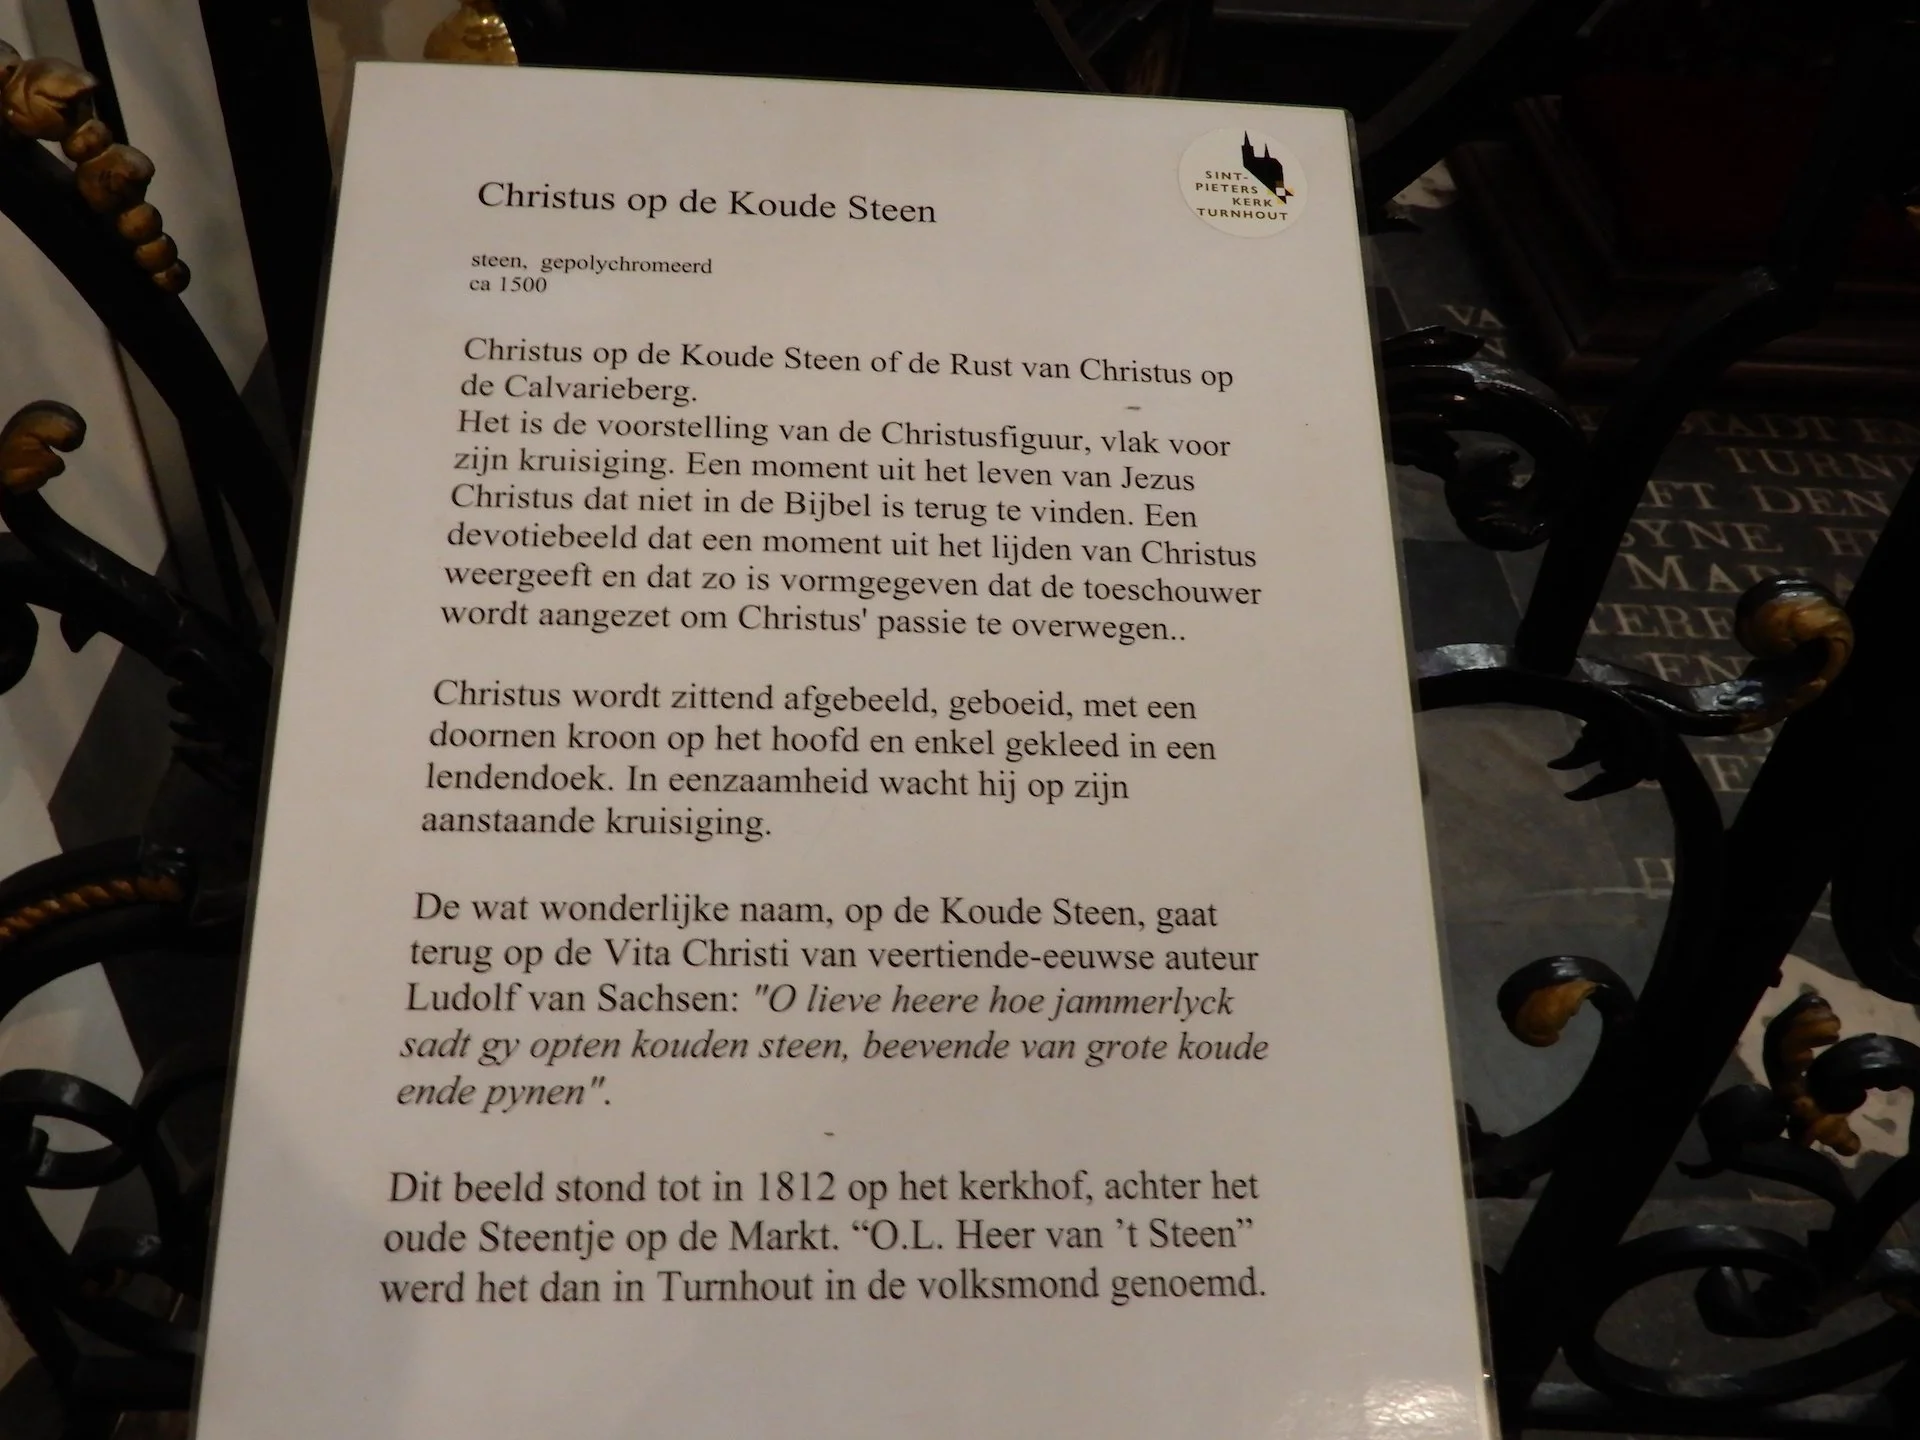 Christus op de Koude Steen
SINT-
PIETERS
KERK
TURNHOUT
steen, gepolychromeerd
ca 1500
Christus op de Koude Steen of de Rust van Christus op
de Calvarieberg.
Het is de voorstelling van de Christusfiguur, vlak voor
zijn kruisiging. Een moment uit het leven van Jezus
Christus dat niet in de Bijbel is terug te vinden. Een
devotiebeeld dat een moment uit het lijden van Christus
weergeeft en dat zo is vormgegeven dat de toeschouwer
wordt aangezet om Christus' passie te overwegen..
Christus wordt zittend afgebeeld, geboeid, met een
doornen kroon op het hoofd en enkel gekleed in een
lendendoek. In eenzaamheid wacht hij op zijn
aanstaande kruisiging.
De wat wonderlijke naam, op de Koude Steen, gaat
terug op de Vita Christi van veertiende-eeuwse auteur
Ludolf van Sachsen: "O lieve heere hoe jammerlyck
sadt gy opten kouden steen, beevende van grote koude
ende pynen".
Dit beeld stond tot in 1812 op het kerkhof, achter het
oude Steentje op de Markt. “O.L. Heer van ’t Steen”
werd het dan in Turnhout in de volksmond genoemd.
DEN